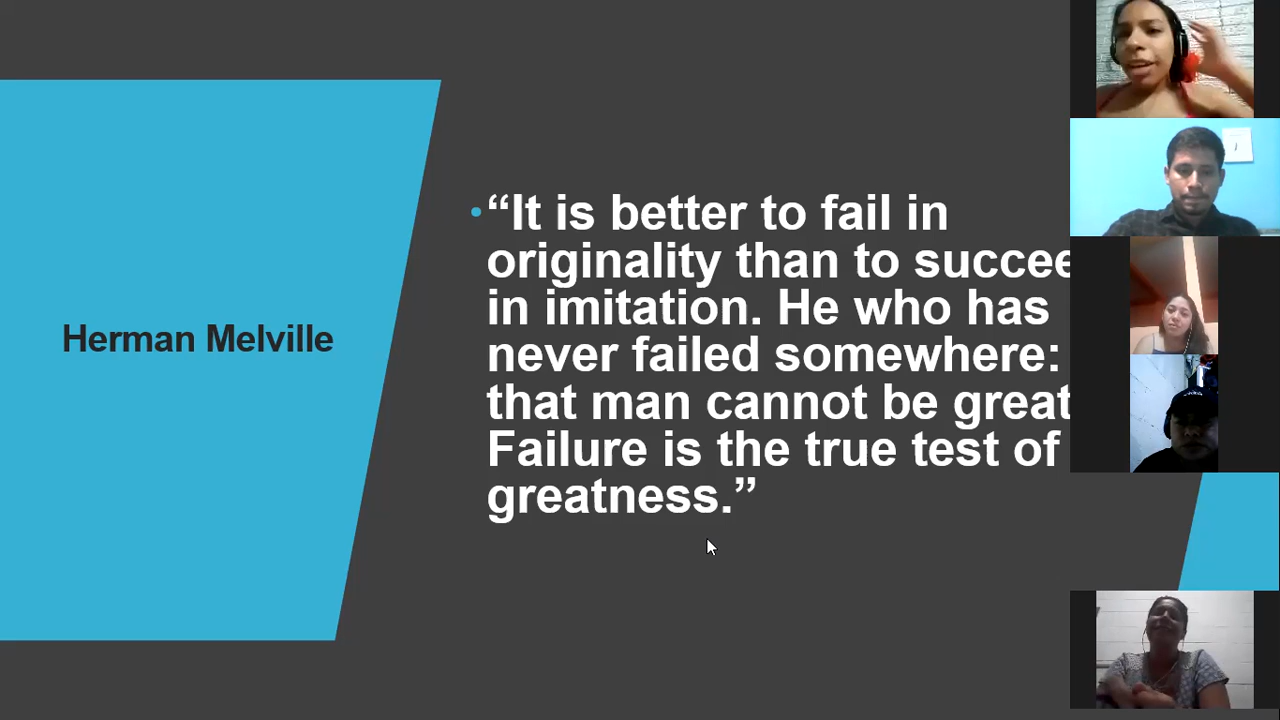 Herman Melville
“It is better to fail in
originality than to succee
in imitation. He who has
never failed somewhere:
that man cannot be great
Failure is the true test of
greatness.”